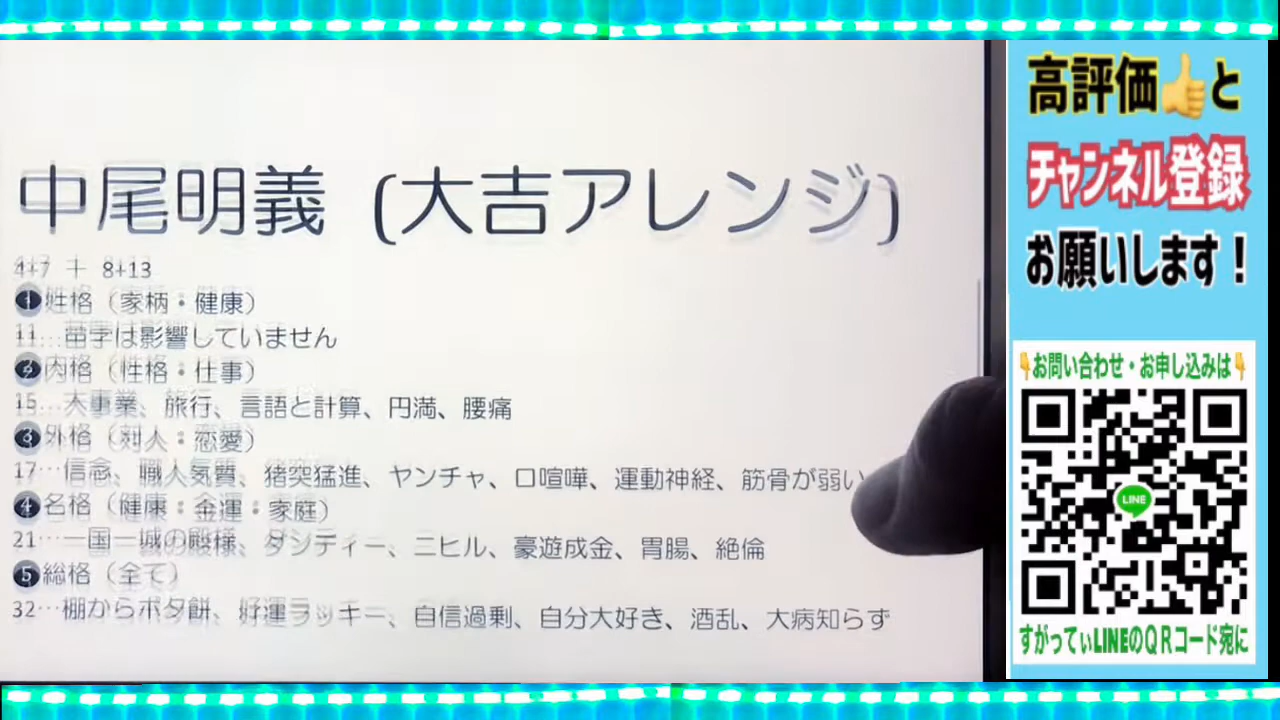 中尾明義 (大吉アレンジ)
4+7 + 8+13
❶姓格（家柄・健康）
11…苗字は影響していません
❷内格（性格・仕事）
15…大事業、旅行、言語と計算、円満、腰痛
❸外格（対人・恋愛）
17…信念、職人気質、猪突猛進、ヤンチャ、口喧嘩、運動神経、筋骨が弱い
❹名格（健康・金運・家庭）
21…一国一城の殿様、ダンディー、ニヒル、豪遊成金、胃腸、絶倫
❺総格（全て）
32…棚からボタ餅、好運ラッキー、自信過剰、自分大好き、酒乱、大病知らず
高評価👍と
チャンネル登録
お願いします！
👇お問い合わせ・お申し込みは👇
LINE
すがってぃLINEのQRコード宛に